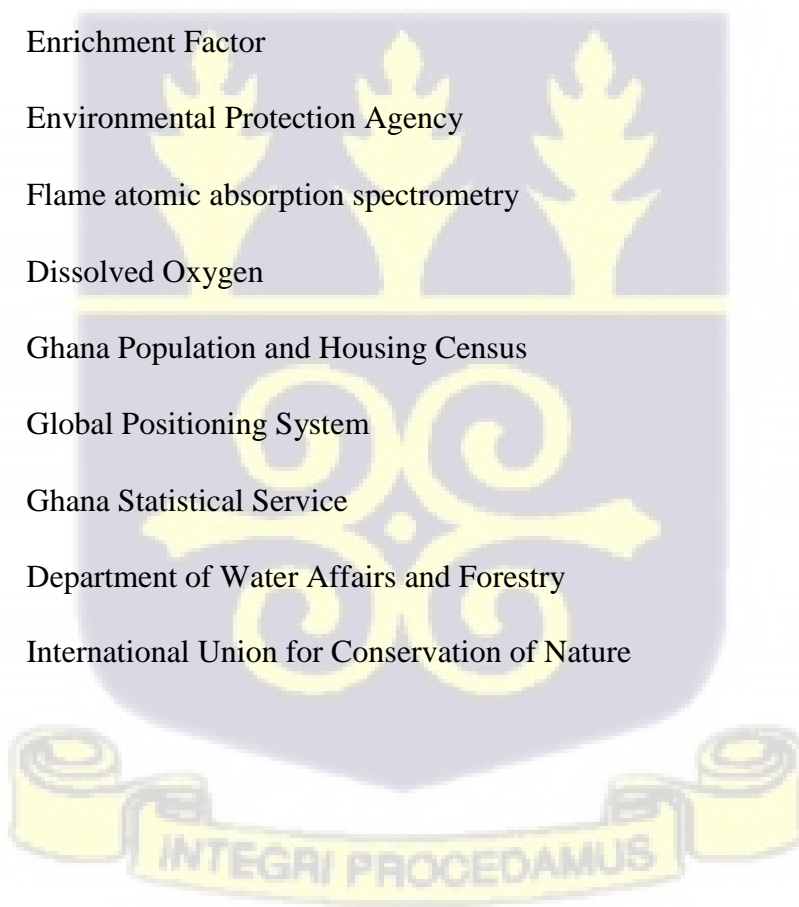 Enrichment Factor
Environmental Protection Agency
Flame atomic absorption spectrometry
Dissolved Oxygen
Ghana Population and Housing Census
Global Positioning System
Ghana Statistical Service
Department of Water Affairs and Forestry
International Union for Conservation of Nature
INTEGRI PROCEDAMUS